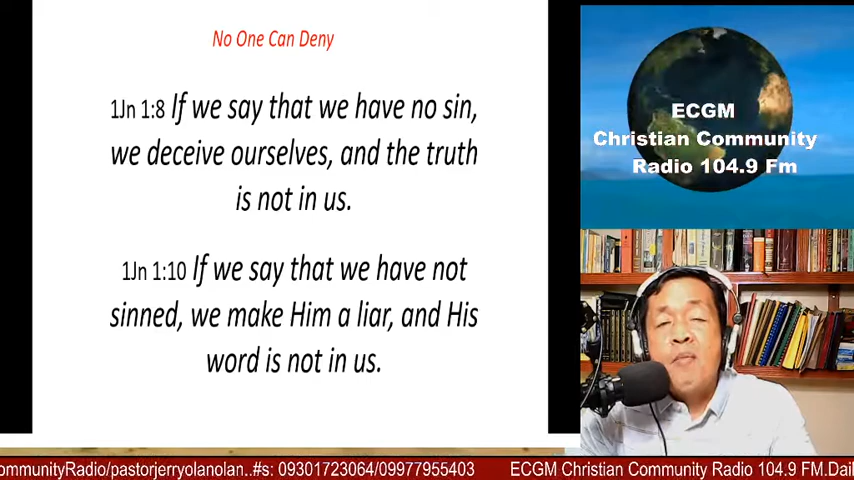 No One Can Deny
1Jn 1:8 If we say that we have no sin,
we deceive ourselves, and the truth
is not in us.
1Jn 1:10 If we say that we have not
sinned, we make Him a liar, and His
word is not in us.
ECGM
Christian Community
Radio 104.9 Fm
ommunityRadio/pastorjerryolanolan..#s: 09301723064/09977955403 ECGM Christian Community Radio 104.9 FM.Dail